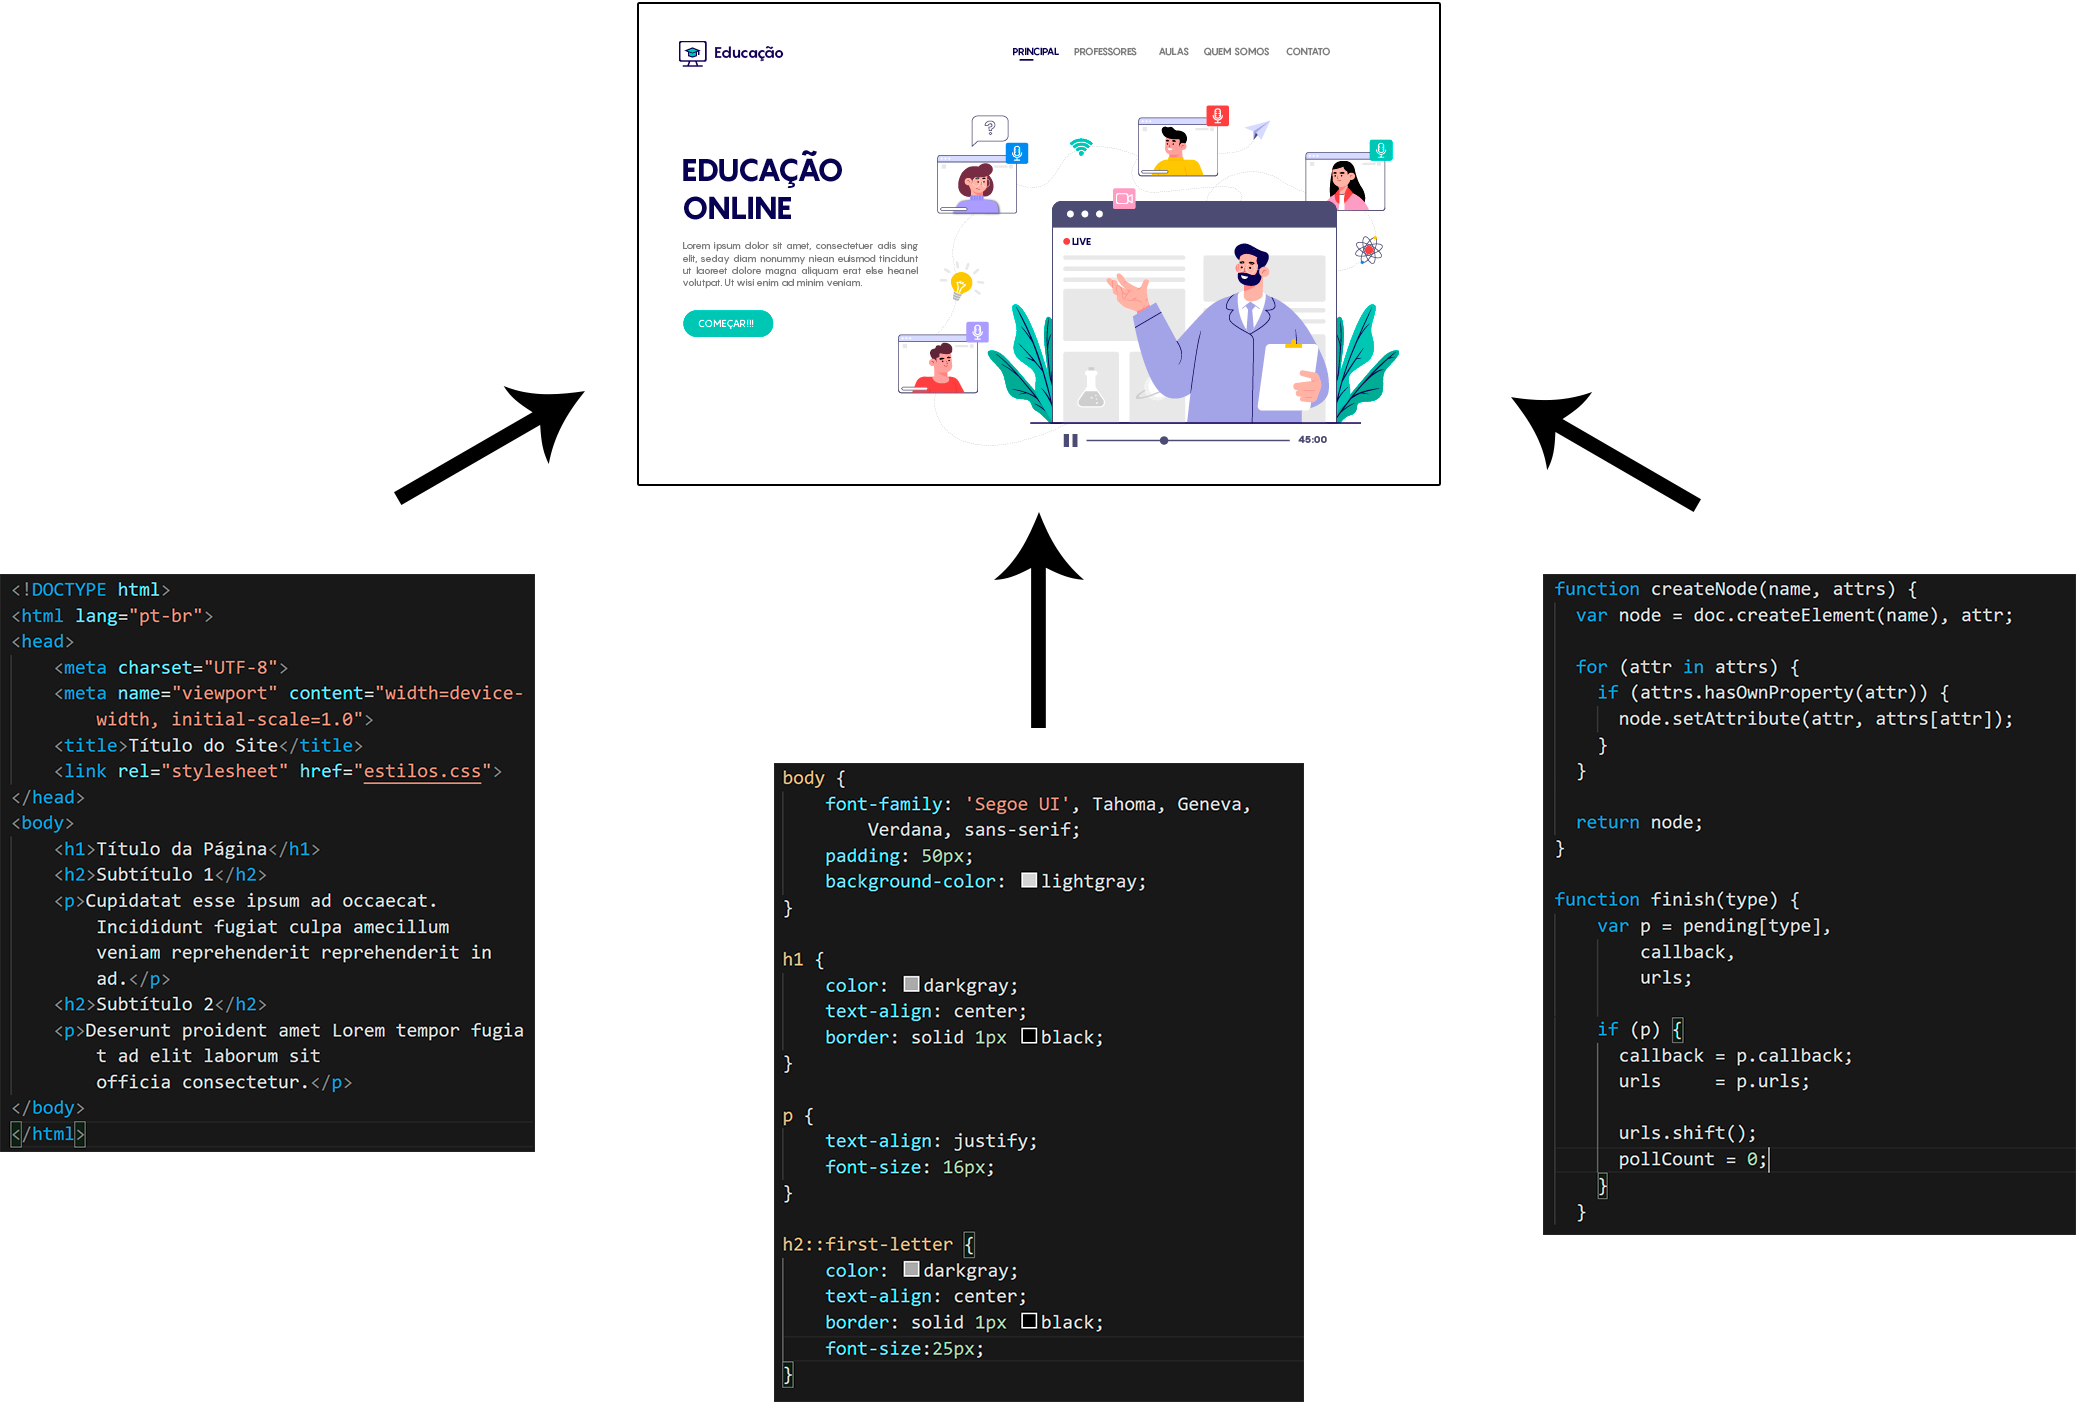 Educação
PRINCIPAL PROFESSORES AULAS QUEM SOMOS CONTATO
?
EDUCAÇÃO
ONLINE
Lorem ipsum dolor sit amet, consectetuer adis sing
elit, seday diam nonummy niean euismod tincidunt
ut laoreet dolore magna aliquam erat else heanel
volutpat. Ut wisi enim ad minim veniam.
COMEÇAR!!!
LIVE
45:00
<!DOCTYPE html>
<html lang="pt-br">
<head>
<meta charset="UTF-8">
<meta name="viewport" content="width=device-
width, initial-scale=1.0">
<title>Título do Site</title>
<link rel="stylesheet" href="estilos.css">
</head>
<body>
<h1>Título da Página</h1>
<h2>Subtítulo 1</h2>
<p>Cupidatat esse ipsum ad occaecat.
Incididunt fugiat culpa amecillum
veniam reprehenderit reprehenderit in
ad.</p>
<h2>Subtítulo 2</h2>
<p>Deserunt proident amet Lorem tempor fugia
t ad elit laborum sit
officia consectetur.</p>
</body>
</html>
body {
font-family: 'Segoe UI', Tahoma, Geneva,
Verdana, sans-serif;
padding: 50px;
background-color: lightgray;
}
h1 {
color: darkgray;
text-align: center;
border: solid 1px black;
}
p {
text-align: justify;
font-size: 16px;
}
h2::first-letter {
color: darkgray;
text-align: center;
border: solid 1px black;
font-size:25px;
}
function createNode(name, attrs) {
var node = doc.createElement(name), attr;
for (attr in attrs) {
if (attrs.hasOwnProperty(attr)) {
node.setAttribute(attr, attrs[attr]);
}
}
return node;
}
function finish(type) {
var p = pending[type],
callback,
urls;
if (p) {
callback = p.callback;
urls     = p.urls;
urls.shift();
pollCount = 0;
}
}